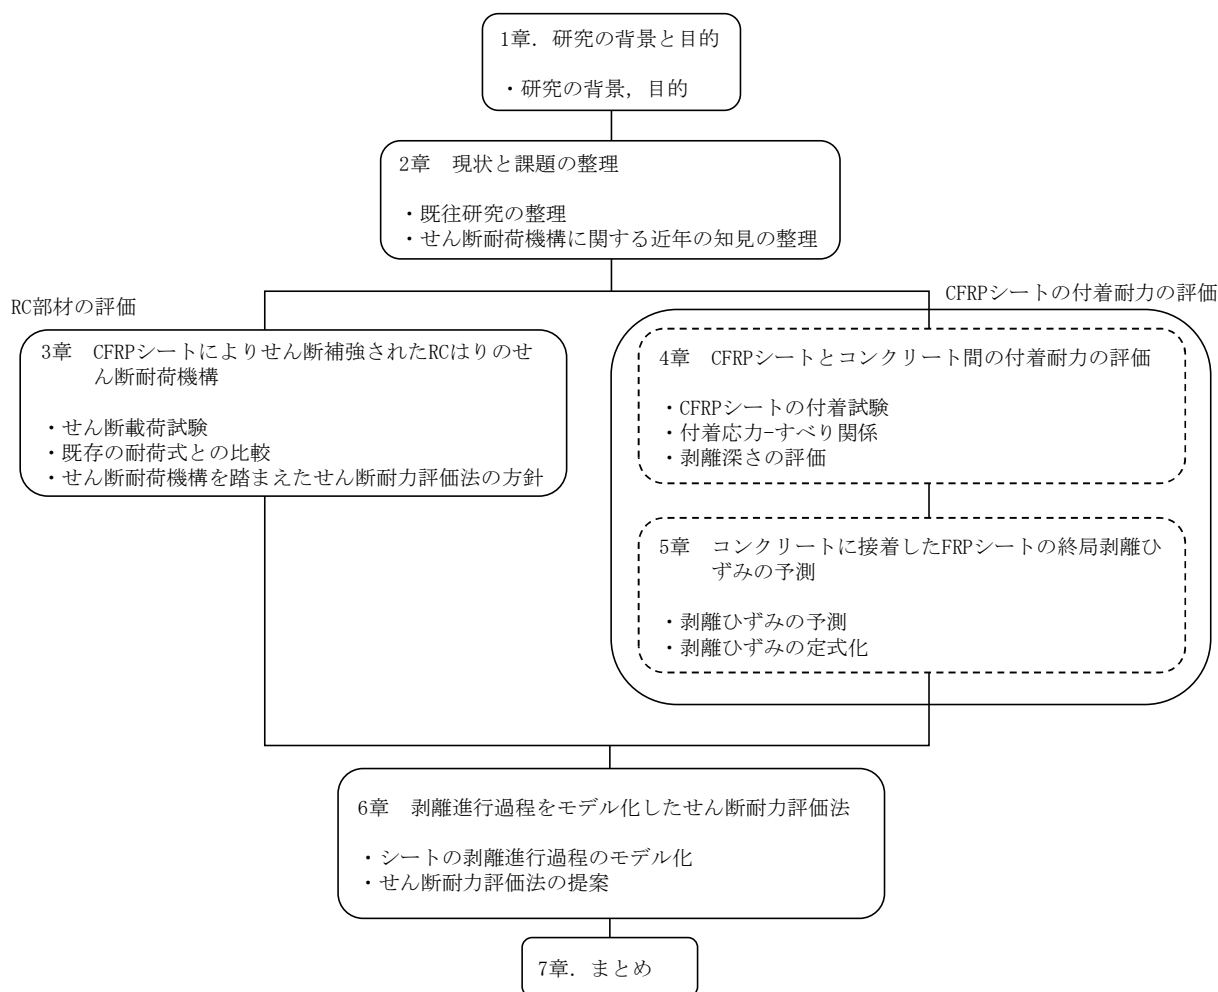 1章．研究の背景と目的
・研究の背景，目的
2章　現状と課題の整理
・既往研究の整理
・せん断耐荷機構に関する近年の知見の整理
RC部材の評価
3章　CFRPシートによりせん断補強されたRCはりのせ
ん断耐荷機構
・せん断載荷試験
・既存の耐荷式との比較
・せん断耐荷機構を踏まえたせん断耐力評価法の方針
CFRPシートの付着耐力の評価
4章　CFRPシートとコンクリート間の付着耐力の評価
・CFRPシートの付着試験
・付着応力-すべり関係
・剥離深さの評価
5章　コンクリートに接着したFRPシートの終局剥離ひ
ずみの予測
・剥離ひずみの予測
・剥離ひずみの定式化
6章　剥離進行過程をモデル化したせん断耐力評価法
・シートの剥離進行過程のモデル化
・せん断耐力評価法の提案
7章．まとめ